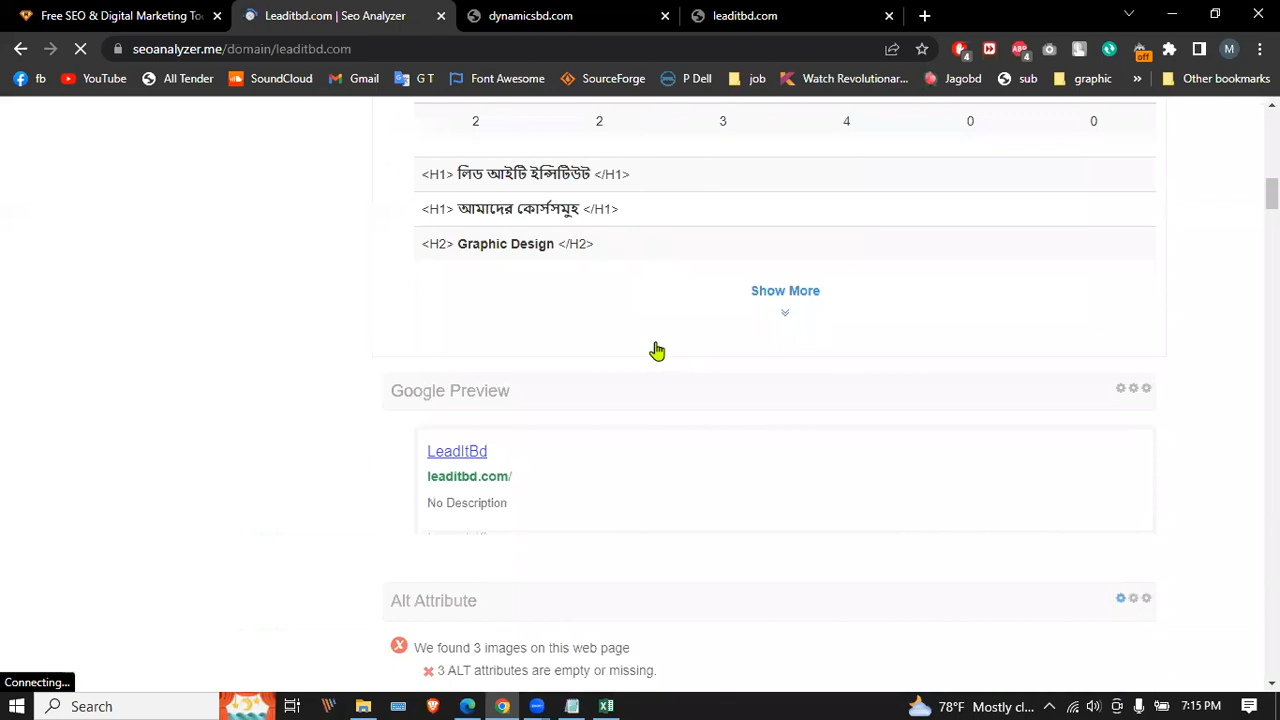 Free SEO & Digital Marketing Too
Leaditbd.com | Seo Analyzer
dynamicsbd.com
leaditbd.com
seoanalyzer.me/domain/leaditbd.com
4
4
off
M
fb
YouTube
All Tender
SoundCloud
Gmail
G T
Font Awesome
SourceForge
P Dell
job
Watch Revolutionar...
Jagobd
sub
graphic
»
Other bookmarks
2 2 3 4 0 0
<H1> লিড আইটি ইন্সিটিউট </H1>
<H1> আমাদের কোর্সসমুহ </H1>
<H2> Graphic Design </H2>
Show More
Google Preview
LeadItBd
leaditbd.com/
No Description
Alt Attribute
We found 3 images on this web page
3 ALT attributes are empty or missing.
Connecting...
Search
78°F Mostly cl...
7:15 PM